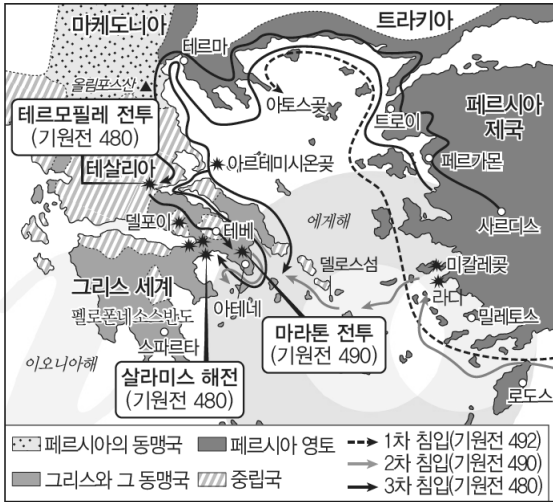 마케도니아
트라키아
테르마
올림포스산
아토스곶
테르모필레 전투
(기원전 480)
트로이
페르시아
제국
테살리아
아르테미시온곶
페르가몬
사르디스
델포이
테베
에게해
그리스 세계
아테네
델로스섬
미칼레곶
라디
펠로폰네소스반도
스파르타
마라톤 전투
(기원전 490)
밀레토스
이오니아해
살라미스 해전
(기원전 480)
로도스
페르시아의 동맹국
페르시아 영토
1차 침입(기원전 492)
그리스와 그 동맹국
중립국
2차 침입(기원전 490)
3차 침입(기원전 480)